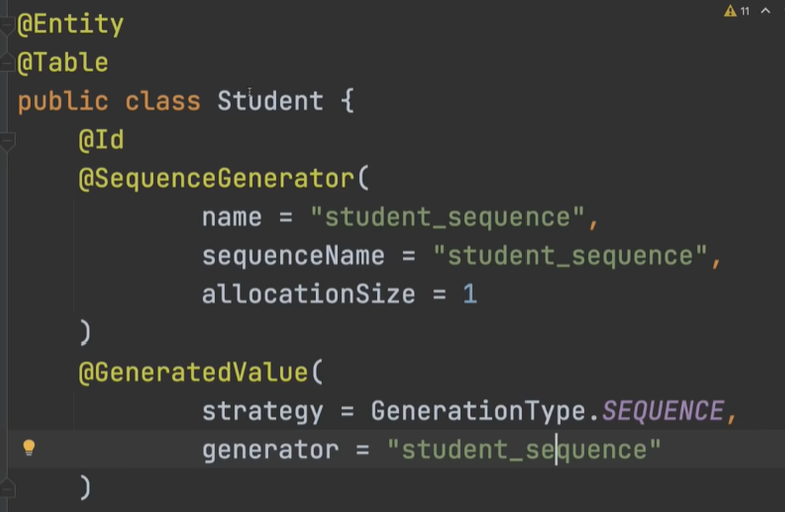 @Entity
11
@Table
public class Student {
@Id
@SequenceGenerator(
name = "student_sequence",
sequenceName = "student_sequence",
allocationSize = 1
)
@GeneratedValue(
strategy = GenerationType.SEQUENCE,
generator = "student_sequence"
)